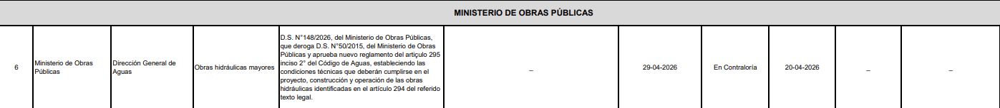 MINISTERIO DE OBRAS PÚBLICAS
6
Ministerio de Obras
Públicas
Dirección General de
Aguas
Obras hidráulicas mayores
D.S. N°148/2026, del Ministerio de Obras Públicas,
que deroga D.S. N°50/2015, del Ministerio de Obras
Públicas y aprueba nuevo reglamento del artículo 295
inciso 2° del Código de Aguas, estableciendo las
condiciones técnicas que deberán cumplirse en el
proyecto, construcción y operación de las obras
hidráulicas identificadas en el artículo 294 del referido
texto legal.
–
29-04-2026
En Contraloría
20-04-2026
–
–